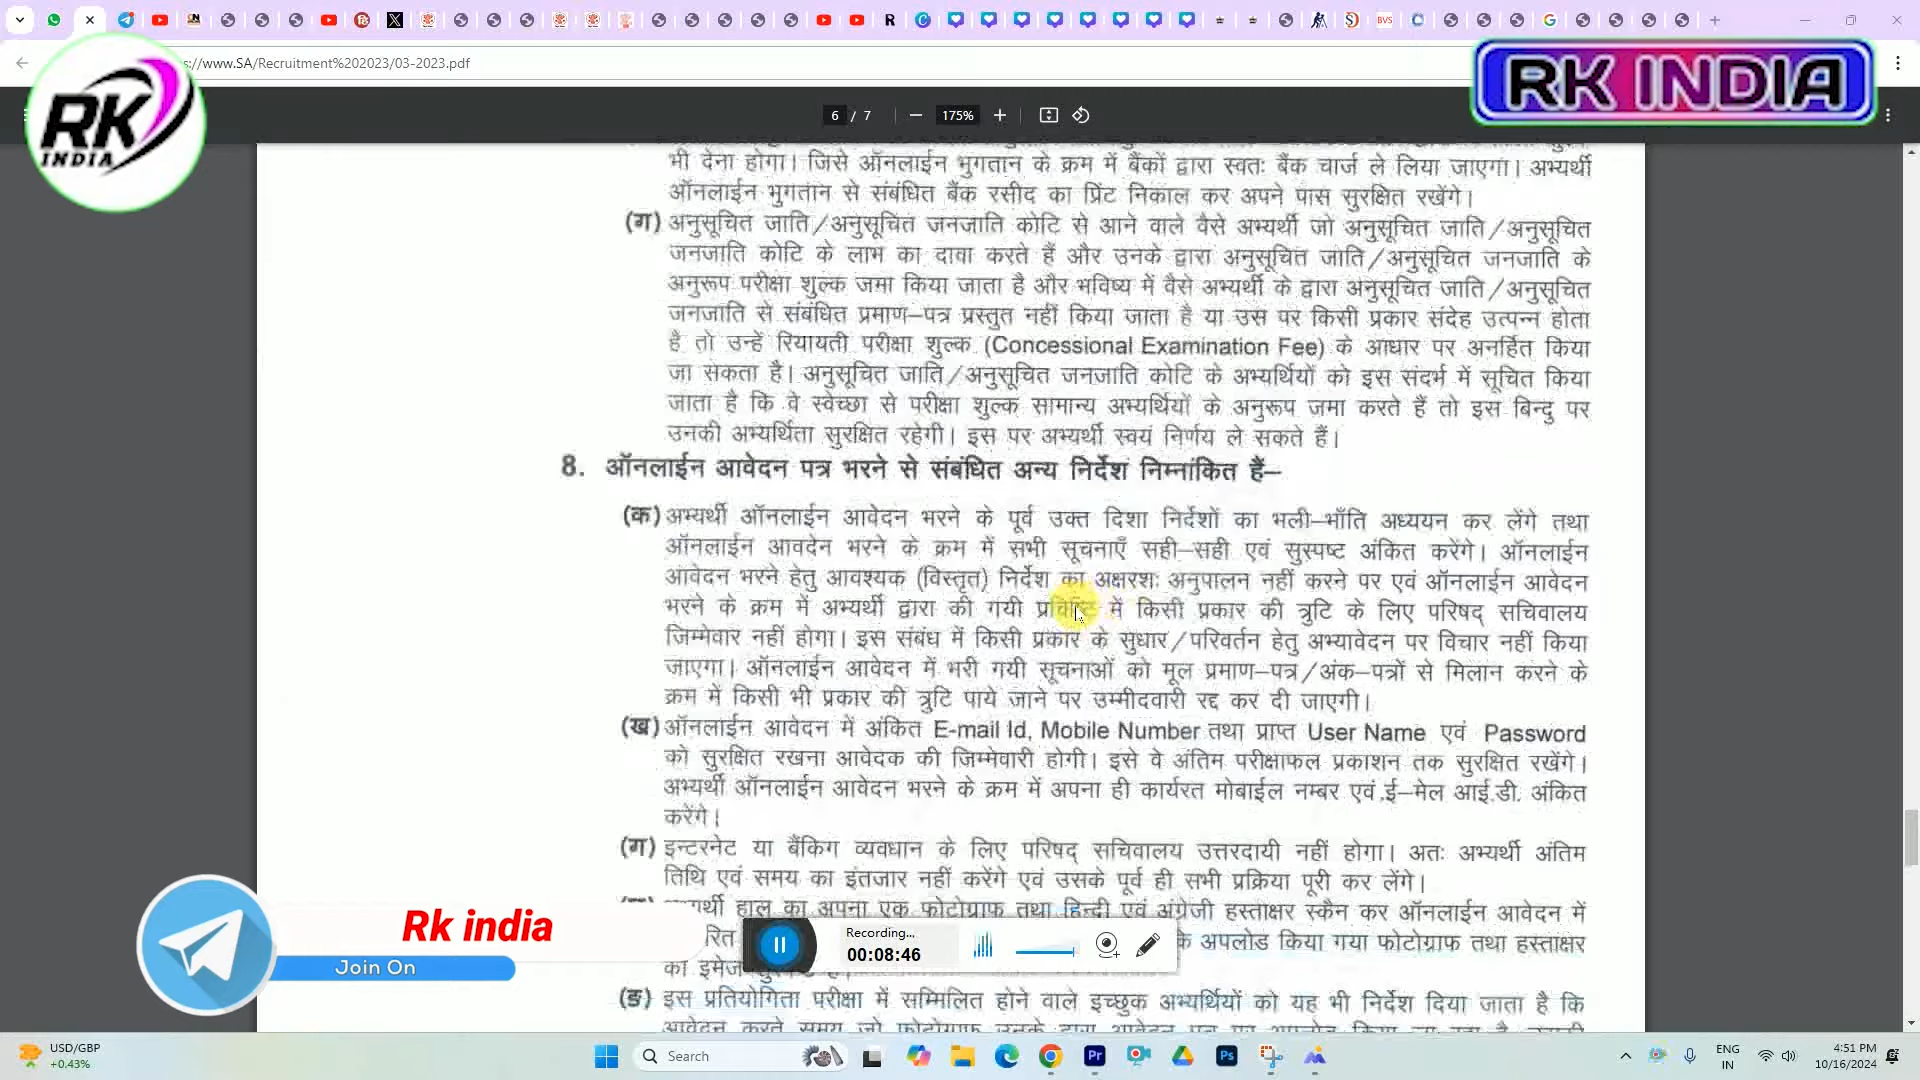 s://www.SA/Recruitment%202023/03-2023.pdf
RK INDIA
RK
INDIA
6 / 7
175%
भी देना होगा। जिसे ऑनलाईन भुगतान के क्रम में बैंकों द्वारा स्वतः बैंक चार्ज ले लिया जाएगा। अभ्यर्थी
ऑनलाईन भुगतान से संबंधित बैंक रसीद का प्रिंट निकाल कर अपने पास सुरक्षित रखेंगे।
(ग) अनुसूचित जाति/अनुसूचित जनजाति कोटि से आने वाले वैसे अभ्यर्थी जो अनुसूचित जाति/अनुसूचित
जनजाति कोटि के लाभ का दावा करते हैं और उनके द्वारा अनुसूचित जाति/अनुसूचित जनजाति के
अनुरूप परीक्षा शुल्क जमा किया जाता है और भविष्य में वैसे अभ्यर्थी के द्वारा अनुसूचित जाति/अनुसूचित
जनजाति से संबंधित प्रमाण–पत्र प्रस्तुत नहीं किया जाता है या उस पर किसी प्रकार संदेह उत्पन्न होता
है तो उन्हें रियायती परीक्षा शुल्क (Concessional Examination Fee) के आधार पर अनर्हित किया
जा सकता है। अनुसूचित जाति/अनुसूचित जनजाति कोटि के अभ्यर्थियों को इस संदर्भ में सूचित किया
जाता है कि वे स्वेच्छा से परीक्षा शुल्क सामान्य अभ्यर्थियों के अनुरूप जमा करते हैं तो इस बिन्दु पर
उनकी अभ्यर्थिता सुरक्षित रहेगी। इस पर अभ्यर्थी स्वयं निर्णय ले सकते हैं।
8. ऑनलाईन आवेदन पत्र भरने से संबंधित अन्य निर्देश निम्नांकित हैं–
(क) अभ्यर्थी ऑनलाईन आवेदन भरने के पूर्व उक्त दिशा निर्देशों का भली–भाँति अध्ययन कर लेंगे तथा
ऑनलाईन आवदेन भरने के क्रम में सभी सूचनाएँ सही–सही एवं सुस्पष्ट अंकित करेंगे। ऑनलाईन
आवेदन भरने हेतु आवश्यक (विस्तृत) निर्देश का अक्षरशः अनुपालन नहीं करने पर एवं ऑनलाईन आवेदन
भरने के क्रम में अभ्यर्थी द्वारा की गयी प्रविष्टि में किसी प्रकार की त्रुटि के लिए परिषद् सचिवालय
जिम्मेवार नहीं होगा। इस संबंध में किसी प्रकार के सुधार/परिवर्तन हेतु अभ्यावेदन पर विचार नहीं किया
जाएगा। ऑनलाईन आवेदन में भरी गयी सूचनाओं को मूल प्रमाण–पत्र/अंक–पत्रों से मिलान करने के
क्रम में किसी भी प्रकार की त्रुटि पाये जाने पर उम्मीदवारी रद्द कर दी जाएगी।
(ख) ऑनलाईन आवेदन में अंकित E-mail Id, Mobile Number तथा प्राप्त User Name एवं Password
को सुरक्षित रखना आवेदक की जिम्मेवारी होगी। इसे वे अंतिम परीक्षाफल प्रकाशन तक सुरक्षित रखेंगे।
अभ्यर्थी ऑनलाईन आवेदन भरने के क्रम में अपना ही कार्यरत मोबाईल नम्बर एवं ई–मेल आई.डी. अंकित
करेंगे।
(ग) इन्टरनेट या बैंकिग व्यवधान के लिए परिषद् सचिवालय उत्तरदायी नहीं होगा। अतः अभ्यर्थी अंतिम
तिथि एवं समय का इंतजार नहीं करेंगे एवं उसके पूर्व ही सभी प्रक्रिया पूरी कर लेंगे।
हाल का अपना एक फोटोग्राफ तथा हिन्दी एवं अंग्रेजी हस्ताक्षर स्कैन कर ऑनलाईन आवेदन में
अपलोड किया गया फोटोग्राफ तथा हस्ताक्षर
का इमेज
(ङ) इस प्रतियोगिता परीक्षा में सम्मिलित होने वाले इच्छुक अभ्यर्थियों को यह भी निर्देश दिया जाता है कि
Rk india
Join On
Recording...
00:08:46
USD/GBP
+0.43%
Search
ENG
IN
4:51 PM
10/16/2024